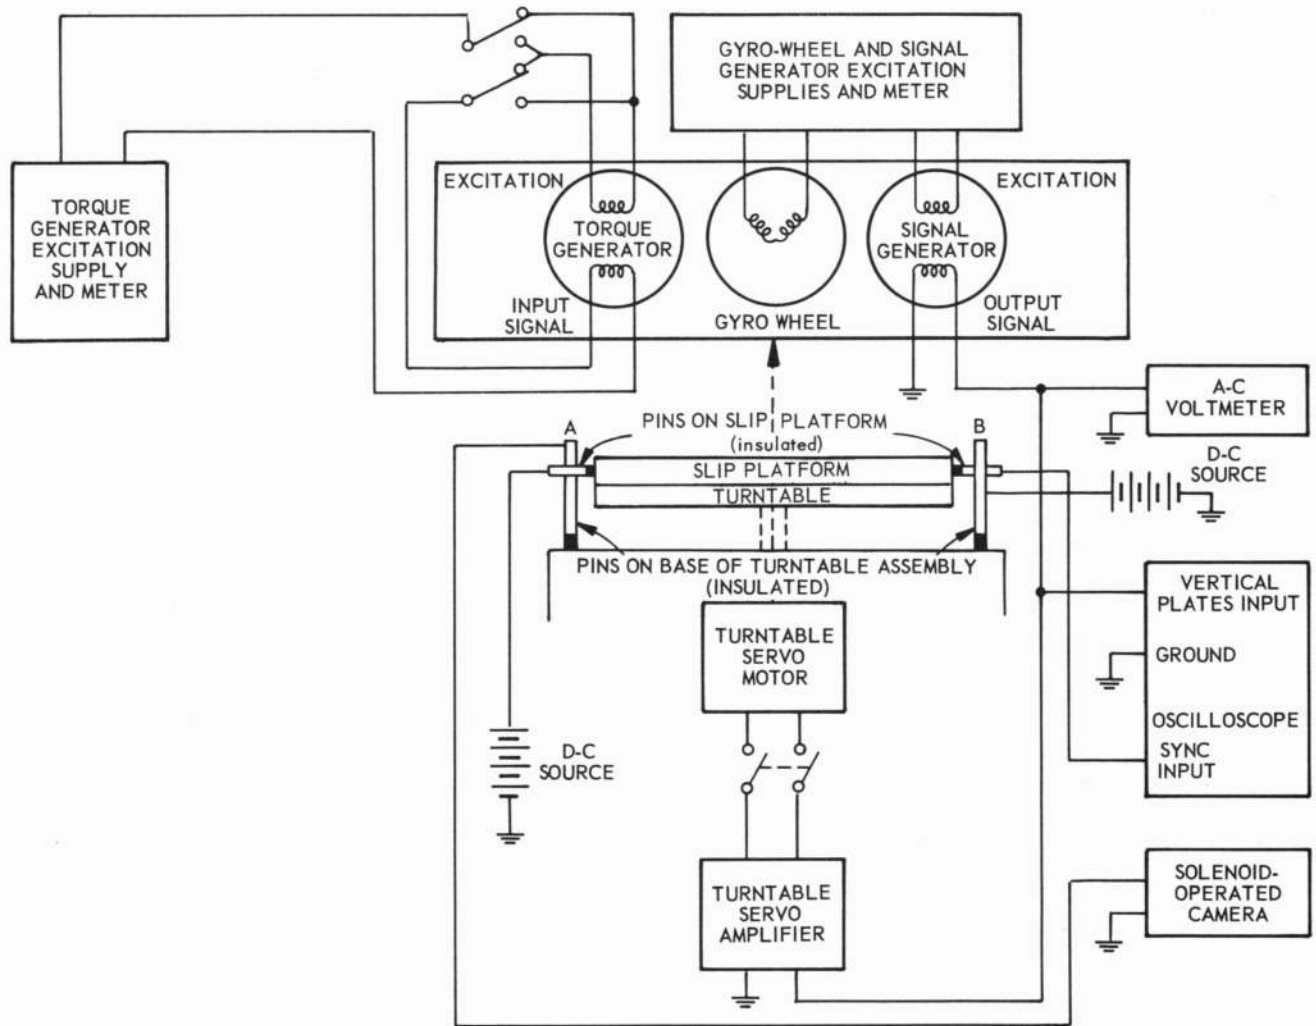 GYRO-WHEEL AND SIGNAL
GENERATOR EXCITATION
SUPPLIES AND METER
TORQUE
GENERATOR
EXCITATION
SUPPLY
AND METER
EXCITATION
TORQUE
GENERATOR
INPUT
SIGNAL
GYRO WHEEL
EXCITATION
SIGNAL
GENERATOR
OUTPUT
SIGNAL
A-C
VOLTMETER
A
PINS ON SLIP PLATFORM
(insulated)
B
SLIP PLATFORM
TURNTABLE
D-C
SOURCE
PINS ON BASE OF TURNTABLE ASSEMBLY
(INSULATED)
VERTICAL
PLATES INPUT
GROUND
OSCILLOSCOPE
SYNC
INPUT
TURNTABLE
SERVO
MOTOR
D-C
SOURCE
TURNTABLE
SERVO
AMPLIFIER
SOLENOID-
OPERATED
CAMERA